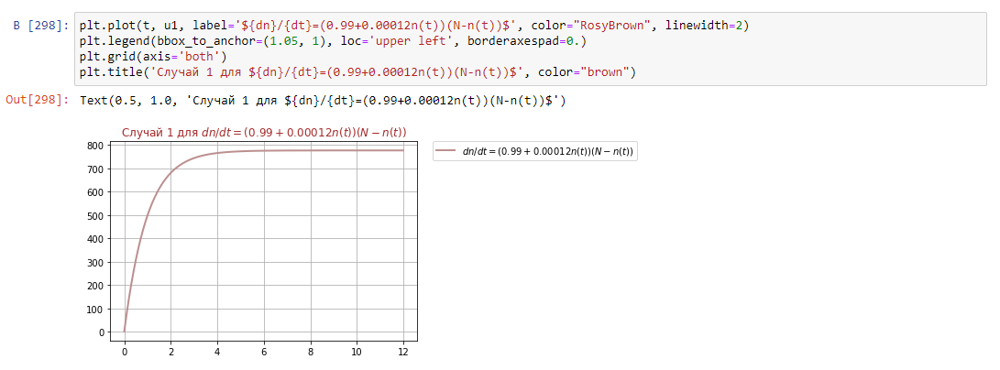 В [298]: plt.plot(t, u1, label='${dn}/{dt}=(0.99+0.00012n(t))(N-n(t))$', color="RosyBrown", linewidth=2)
plt.legend(bbox_to_anchor=(1.05, 1), loc='upper left', borderaxespad=0.)
plt.grid(axis='both')
plt.title('Случай 1 для ${dn}/{dt}=(0.99+0.00012n(t))(N-n(t))$', color="brown")
Out[298]: Text(0.5, 1.0, 'Случай 1 для ${dn}/{dt}=(0.99+0.00012n(t))(N-n(t))$')
Случай 1 для dn/dt = (0.99 + 0.00012n(t))(N − n(t))
dn/dt = (0.99 + 0.00012n(t))(N − n(t))
800
700
600
500
400
300
200
100
0
0 2 4 6 8 10 12